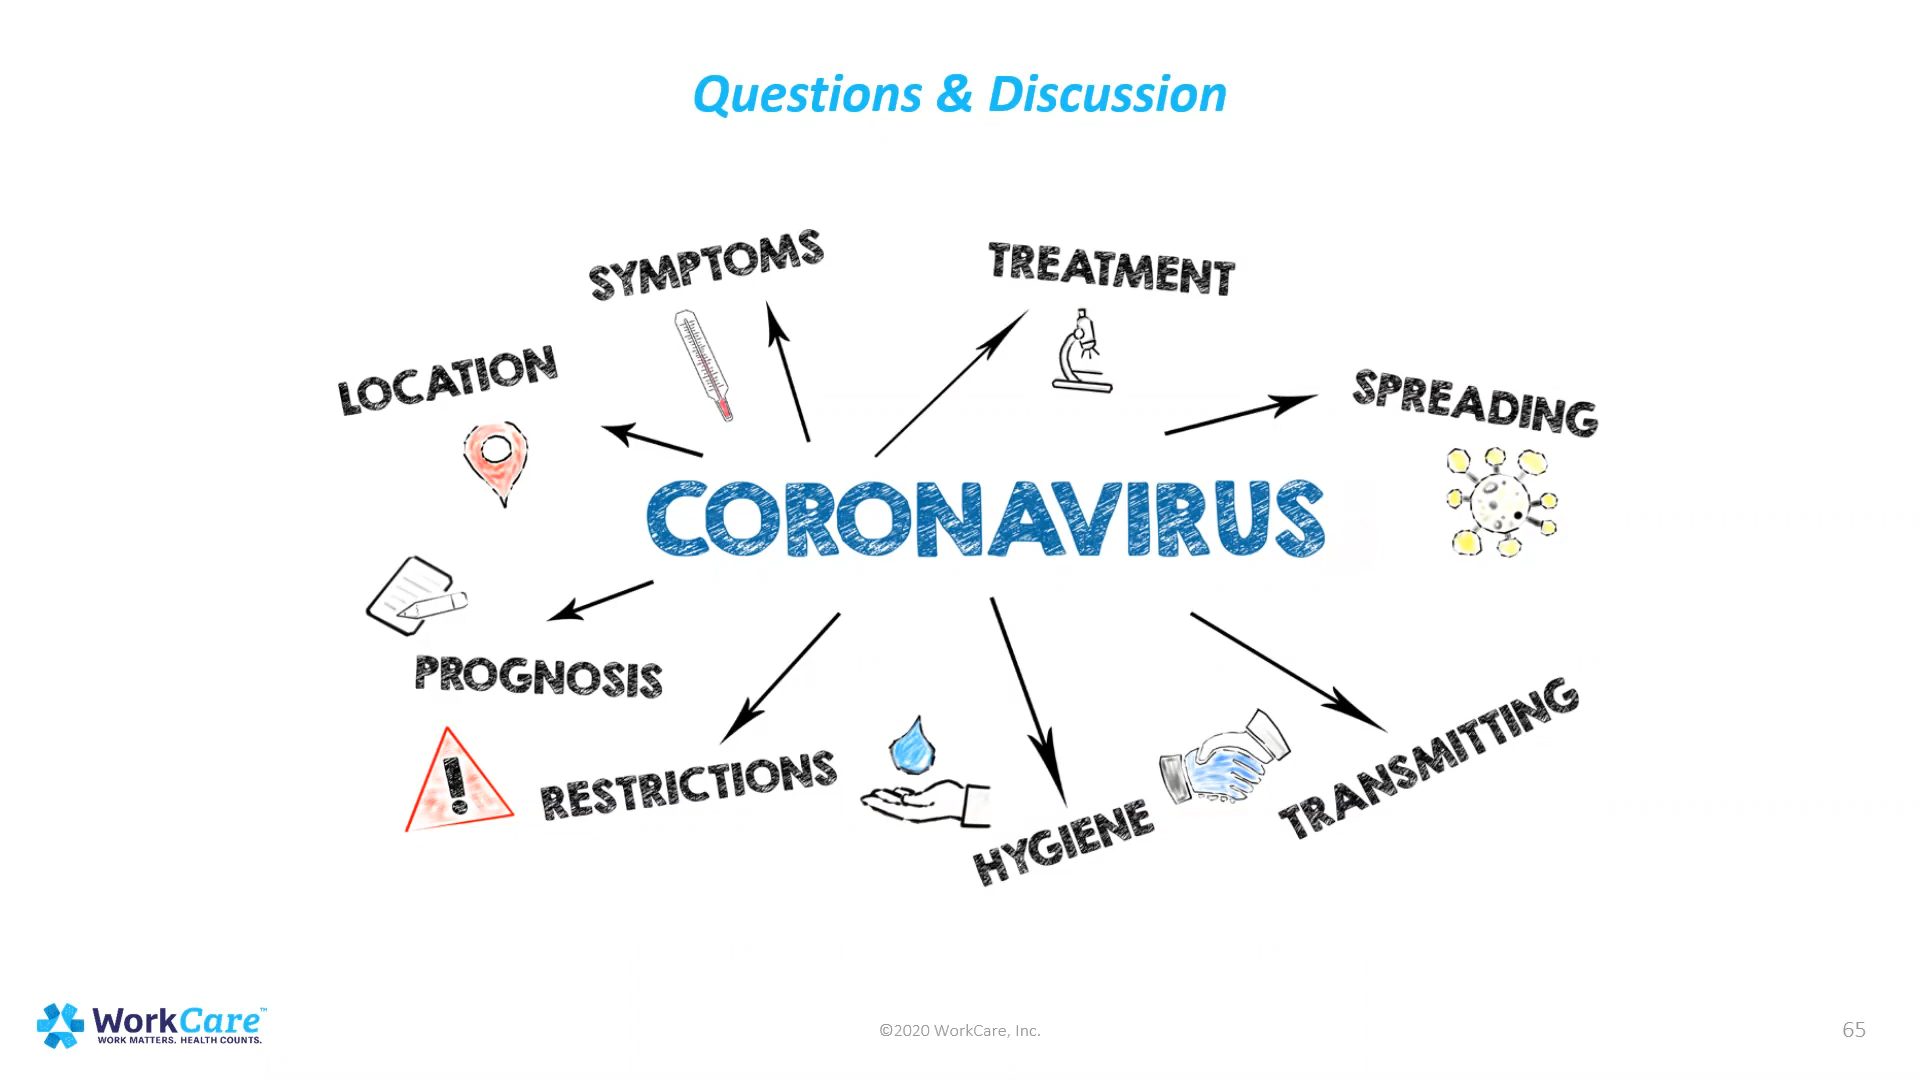 Questions & Discussion
SYMPTOMS
TREATMENT
LOCATION
SPREADING
CORONAVIRUS
PROGNOSIS
RESTRICTIONS
HYGIENE
TRANSMITTING
WorkCare™
WORK MATTERS. HEALTH COUNTS.
©2020 WorkCare, Inc.
65